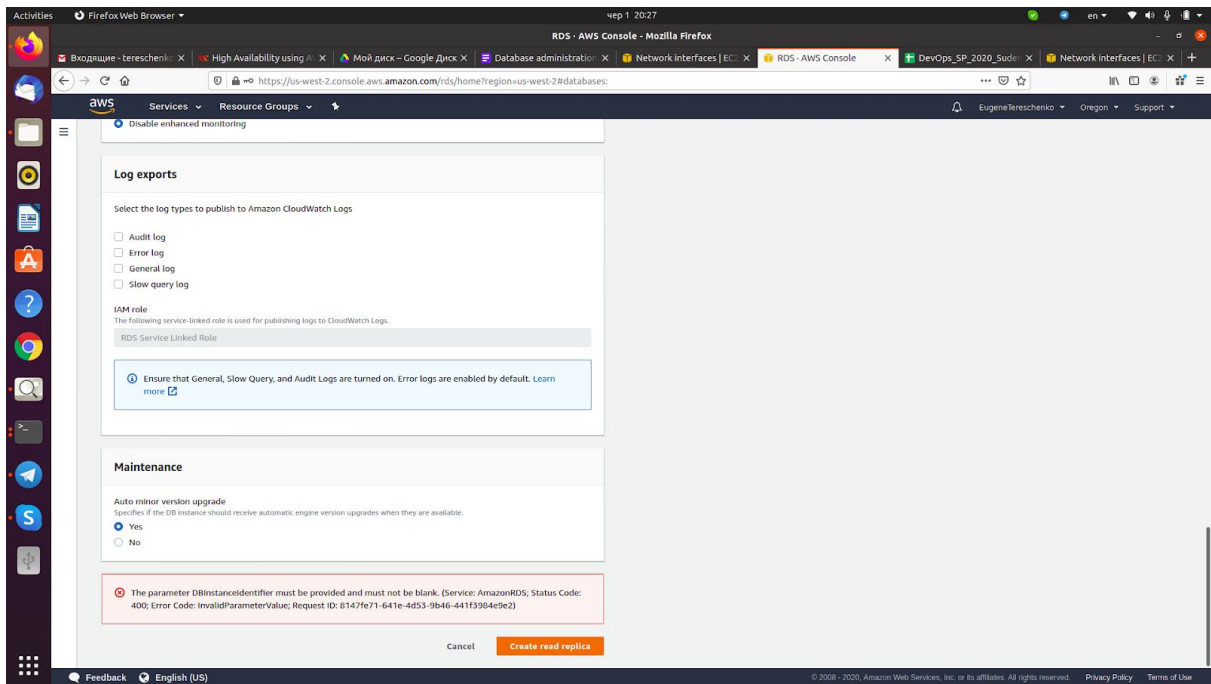 Activities
Firefox Web Browser
чер 1 20:27
en
RDS · AWS Console - Mozilla Firefox
Входящие - tereschenk
High Availability using A
Мой диск – Google Диск
Database administration
Network interfaces | EC2
RDS · AWS Console
DevOps_SP_2020_Suder
Network interfaces | EC2
https://us-west-2.console.aws.amazon.com/rds/home?region=us-west-2#databases:
aws
Services
Resource Groups
EugeneTereschenko
Oregon
Support
Disable enhanced monitoring
Log exports
Select the log types to publish to Amazon CloudWatch Logs
Audit log
Error log
General log
Slow query log
IAM role
The following service-linked role is used for publishing logs to CloudWatch Logs.
RDS Service Linked Role
Ensure that General, Slow Query, and Audit Logs are turned on. Error logs are enabled by default. Learn
more
Maintenance
Auto minor version upgrade
Specifies if the DB instance should receive automatic engine version upgrades when they are available.
Yes
No
The parameter DBInstanceIdentifier must be provided and must not be blank. (Service: AmazonRDS; Status Code:
400; Error Code: InvalidParameterValue; Request ID: 8147fe71-641e-4d53-9b46-441f3984e9e2)
Cancel
Create read replica
Feedback
English (US)
© 2008 - 2020, Amazon Web Services, Inc. or its affiliates. All rights reserved.
Privacy Policy
Terms of Use